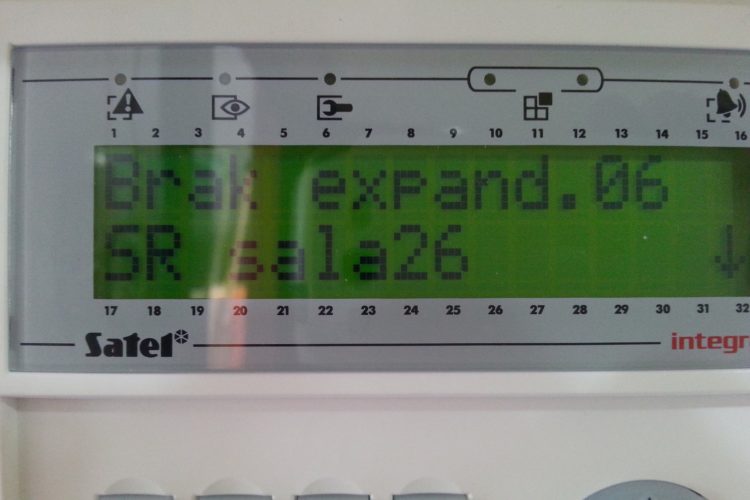 1 2 3 4 5 6 7 8 9 10 11 12 13 14 15 16
Brak expand.06
SR sala26 ↓
17 18 19 20 21 22 23 24 25 26 27 28 29 30 31 32
Satel integr